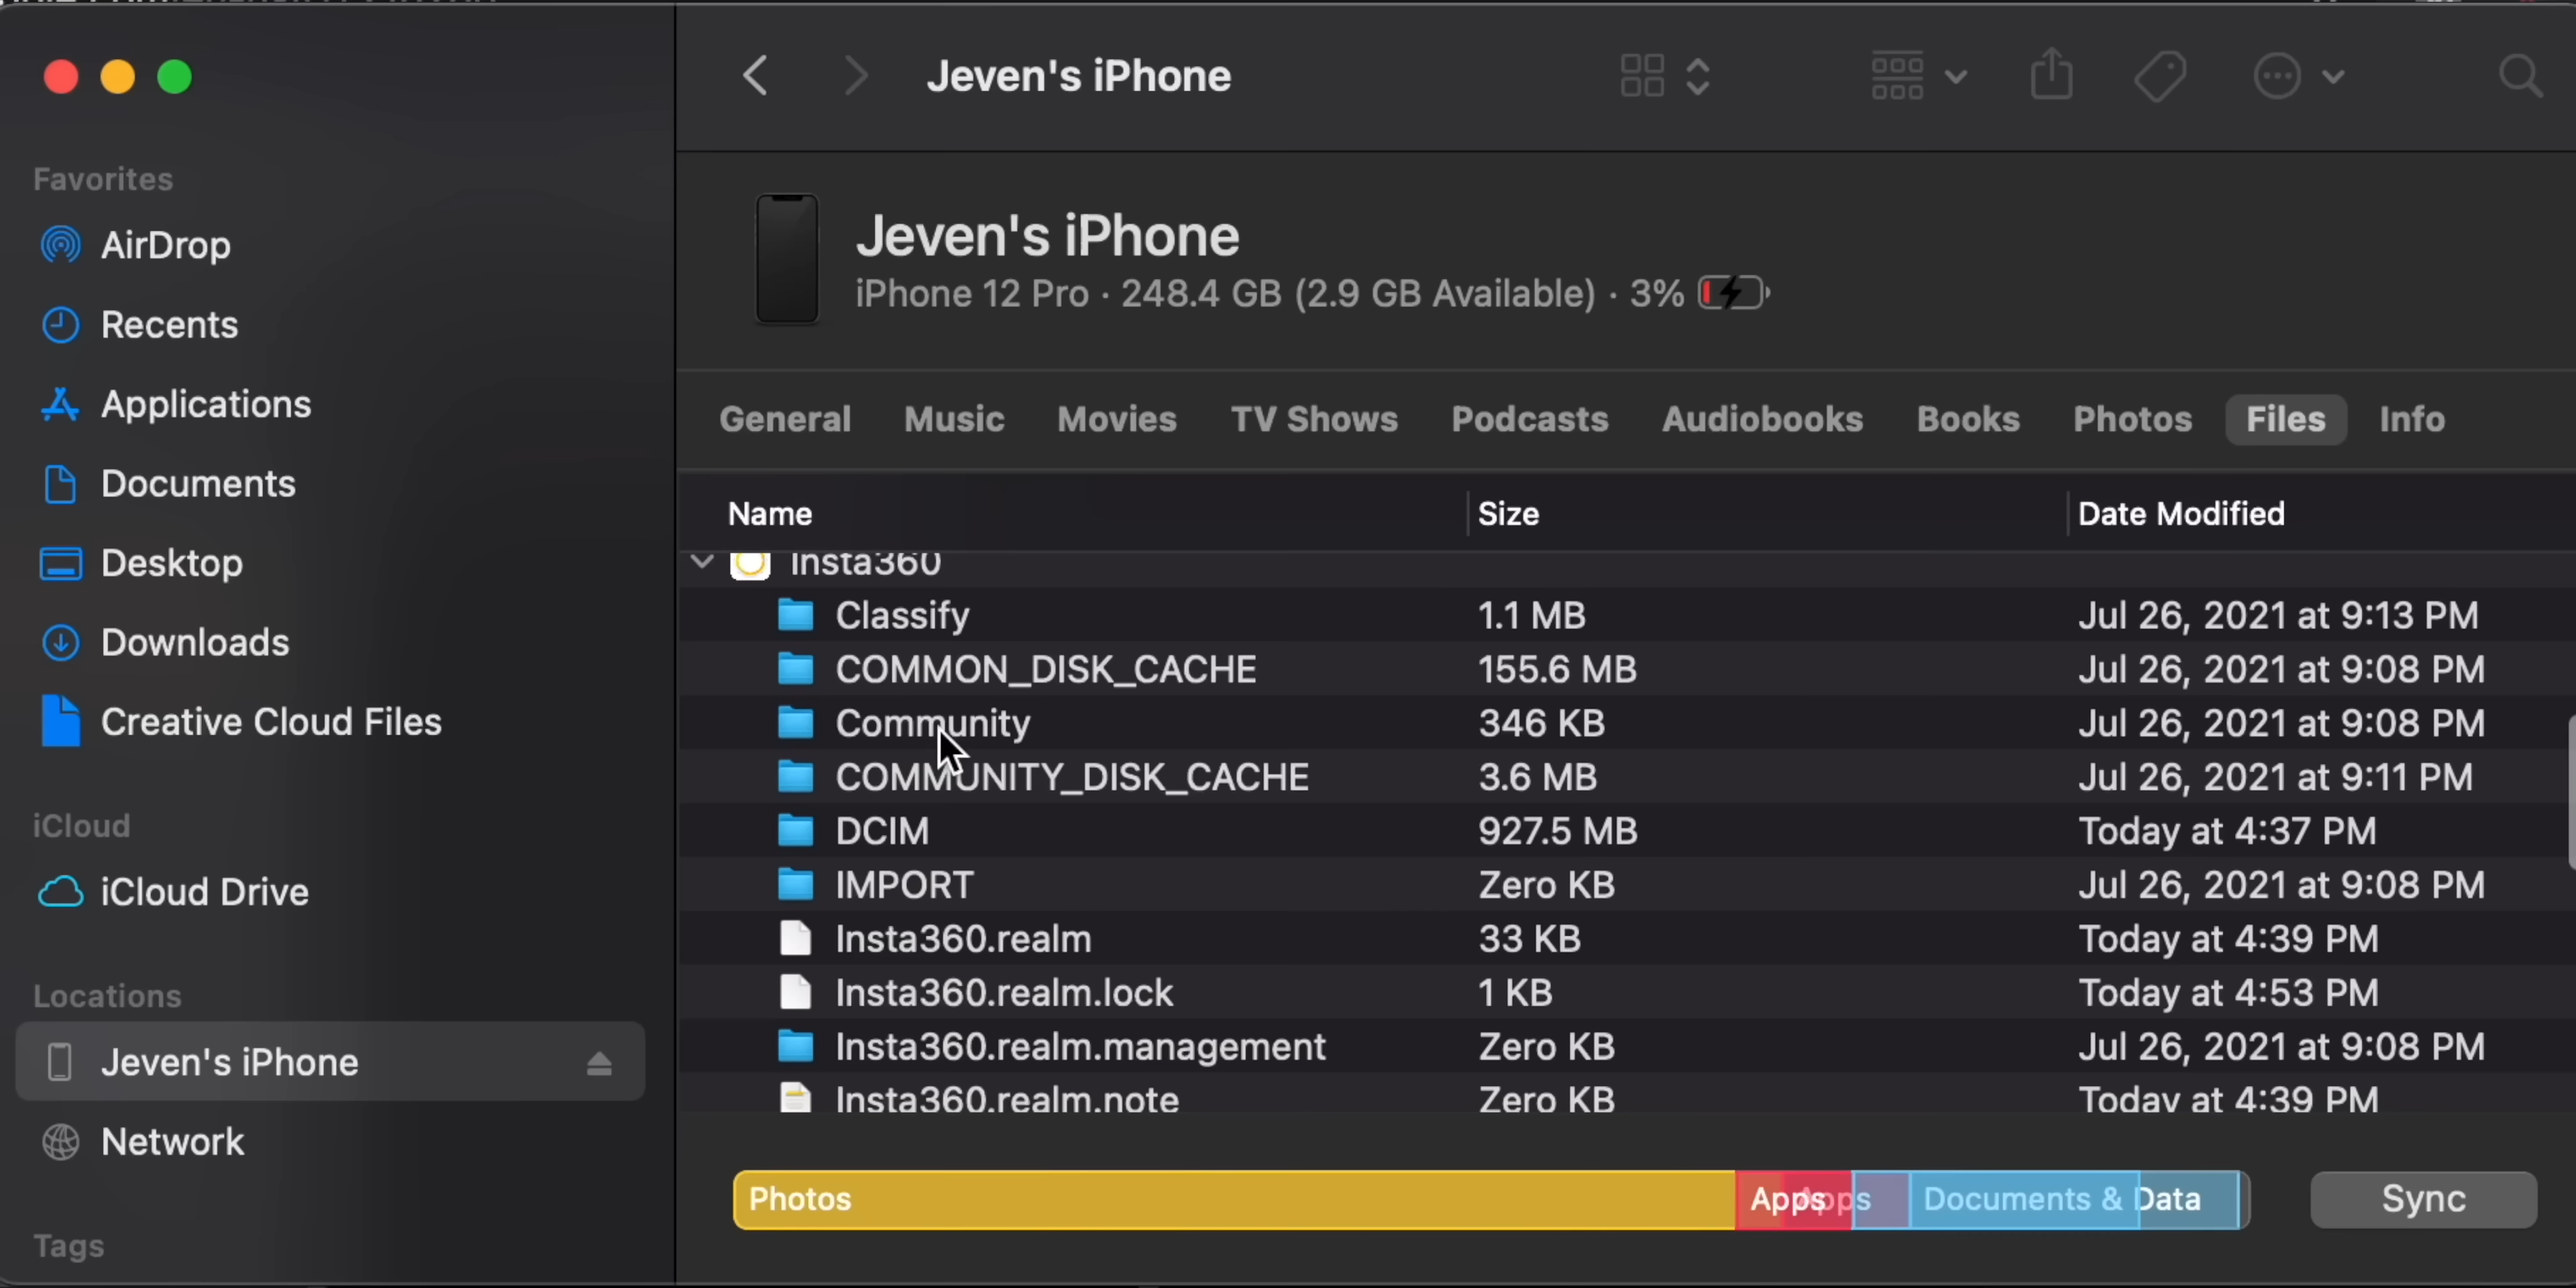 Jeven's iPhone
Favorites
AirDrop
Recents
Applications
Documents
Desktop
Downloads
Creative Cloud Files
iCloud
iCloud Drive
Locations
Jeven's iPhone
Network
Tags
Jeven's iPhone
iPhone 12 Pro · 248.4 GB (2.9 GB Available) · 3%
General Music Movies TV Shows Podcasts Audiobooks Books Photos Files Info
Name Size Date Modified
Insta360
Classify 1.1 MB Jul 26, 2021 at 9:13 PM
COMMON_DISK_CACHE 155.6 MB Jul 26, 2021 at 9:08 PM
Community 346 KB Jul 26, 2021 at 9:08 PM
COMMUNITY_DISK_CACHE 3.6 MB Jul 26, 2021 at 9:11 PM
DCIM 927.5 MB Today at 4:37 PM
IMPORT Zero KB Jul 26, 2021 at 9:08 PM
Insta360.realm 33 KB Today at 4:39 PM
Insta360.realm.lock 1 KB Today at 4:53 PM
Insta360.realm.management Zero KB Jul 26, 2021 at 9:08 PM
Insta360.realm.note Zero KB Today at 4:39 PM
Photos Apps Apps Documents & Data Sync